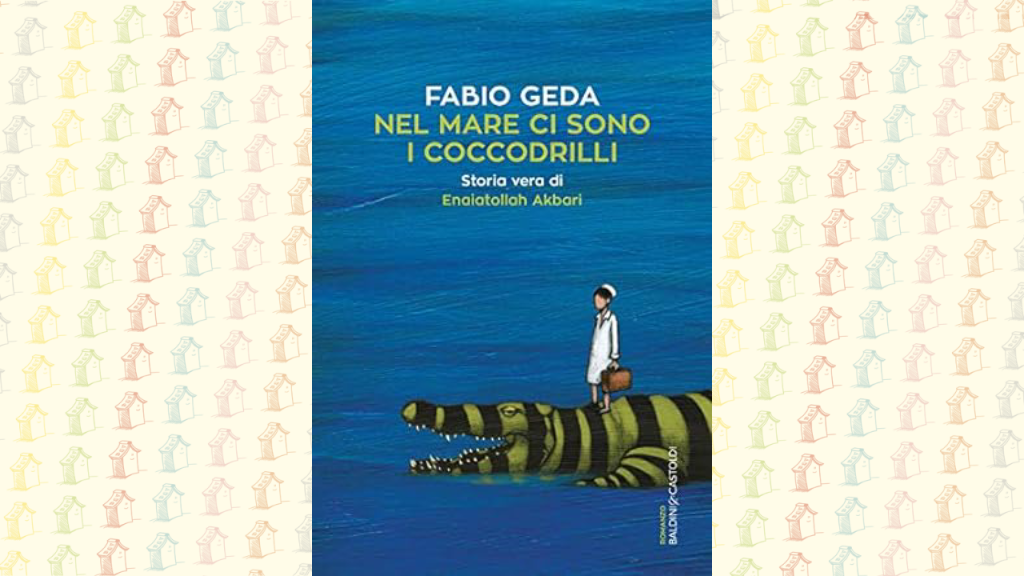 FABIO GEDA
NEL MARE CI SONO
I COCCODRILLI
Storia vera di
Enaiatollah Akbari
ROMANZO
BALDINI & CASTOLDI